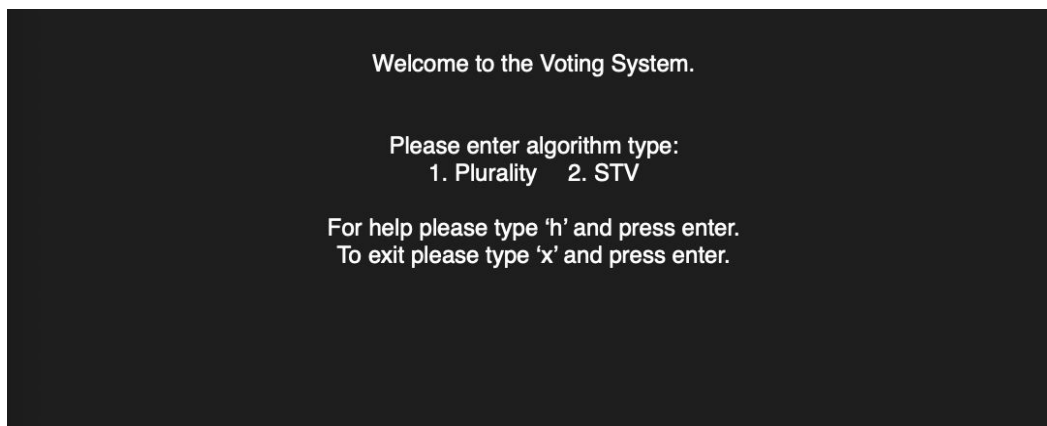 Welcome to the Voting System.
Please enter algorithm type:
1. Plurality 2. STV
For help please type ‘h’ and press enter.
To exit please type ‘x’ and press enter.